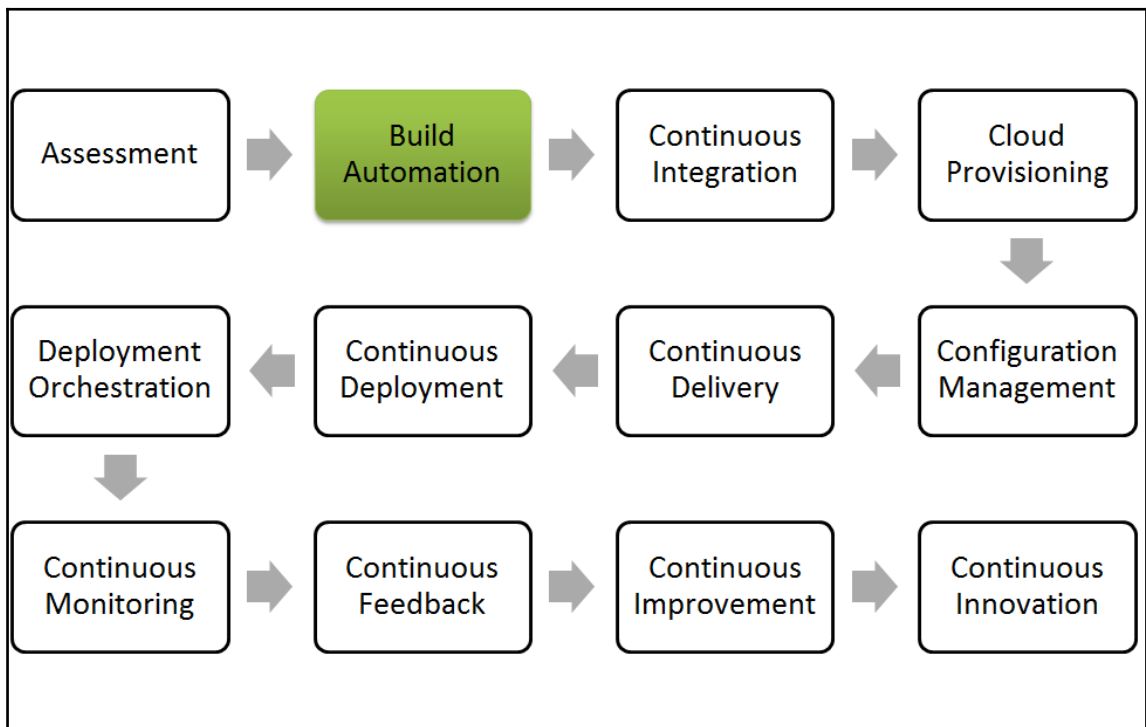 Assessment
Build
Automation
Continuous
Integration
Cloud
Provisioning
Deployment
Orchestration
Continuous
Deployment
Continuous
Delivery
Configuration
Management
Continuous
Monitoring
Continuous
Feedback
Continuous
Improvement
Continuous
Innovation